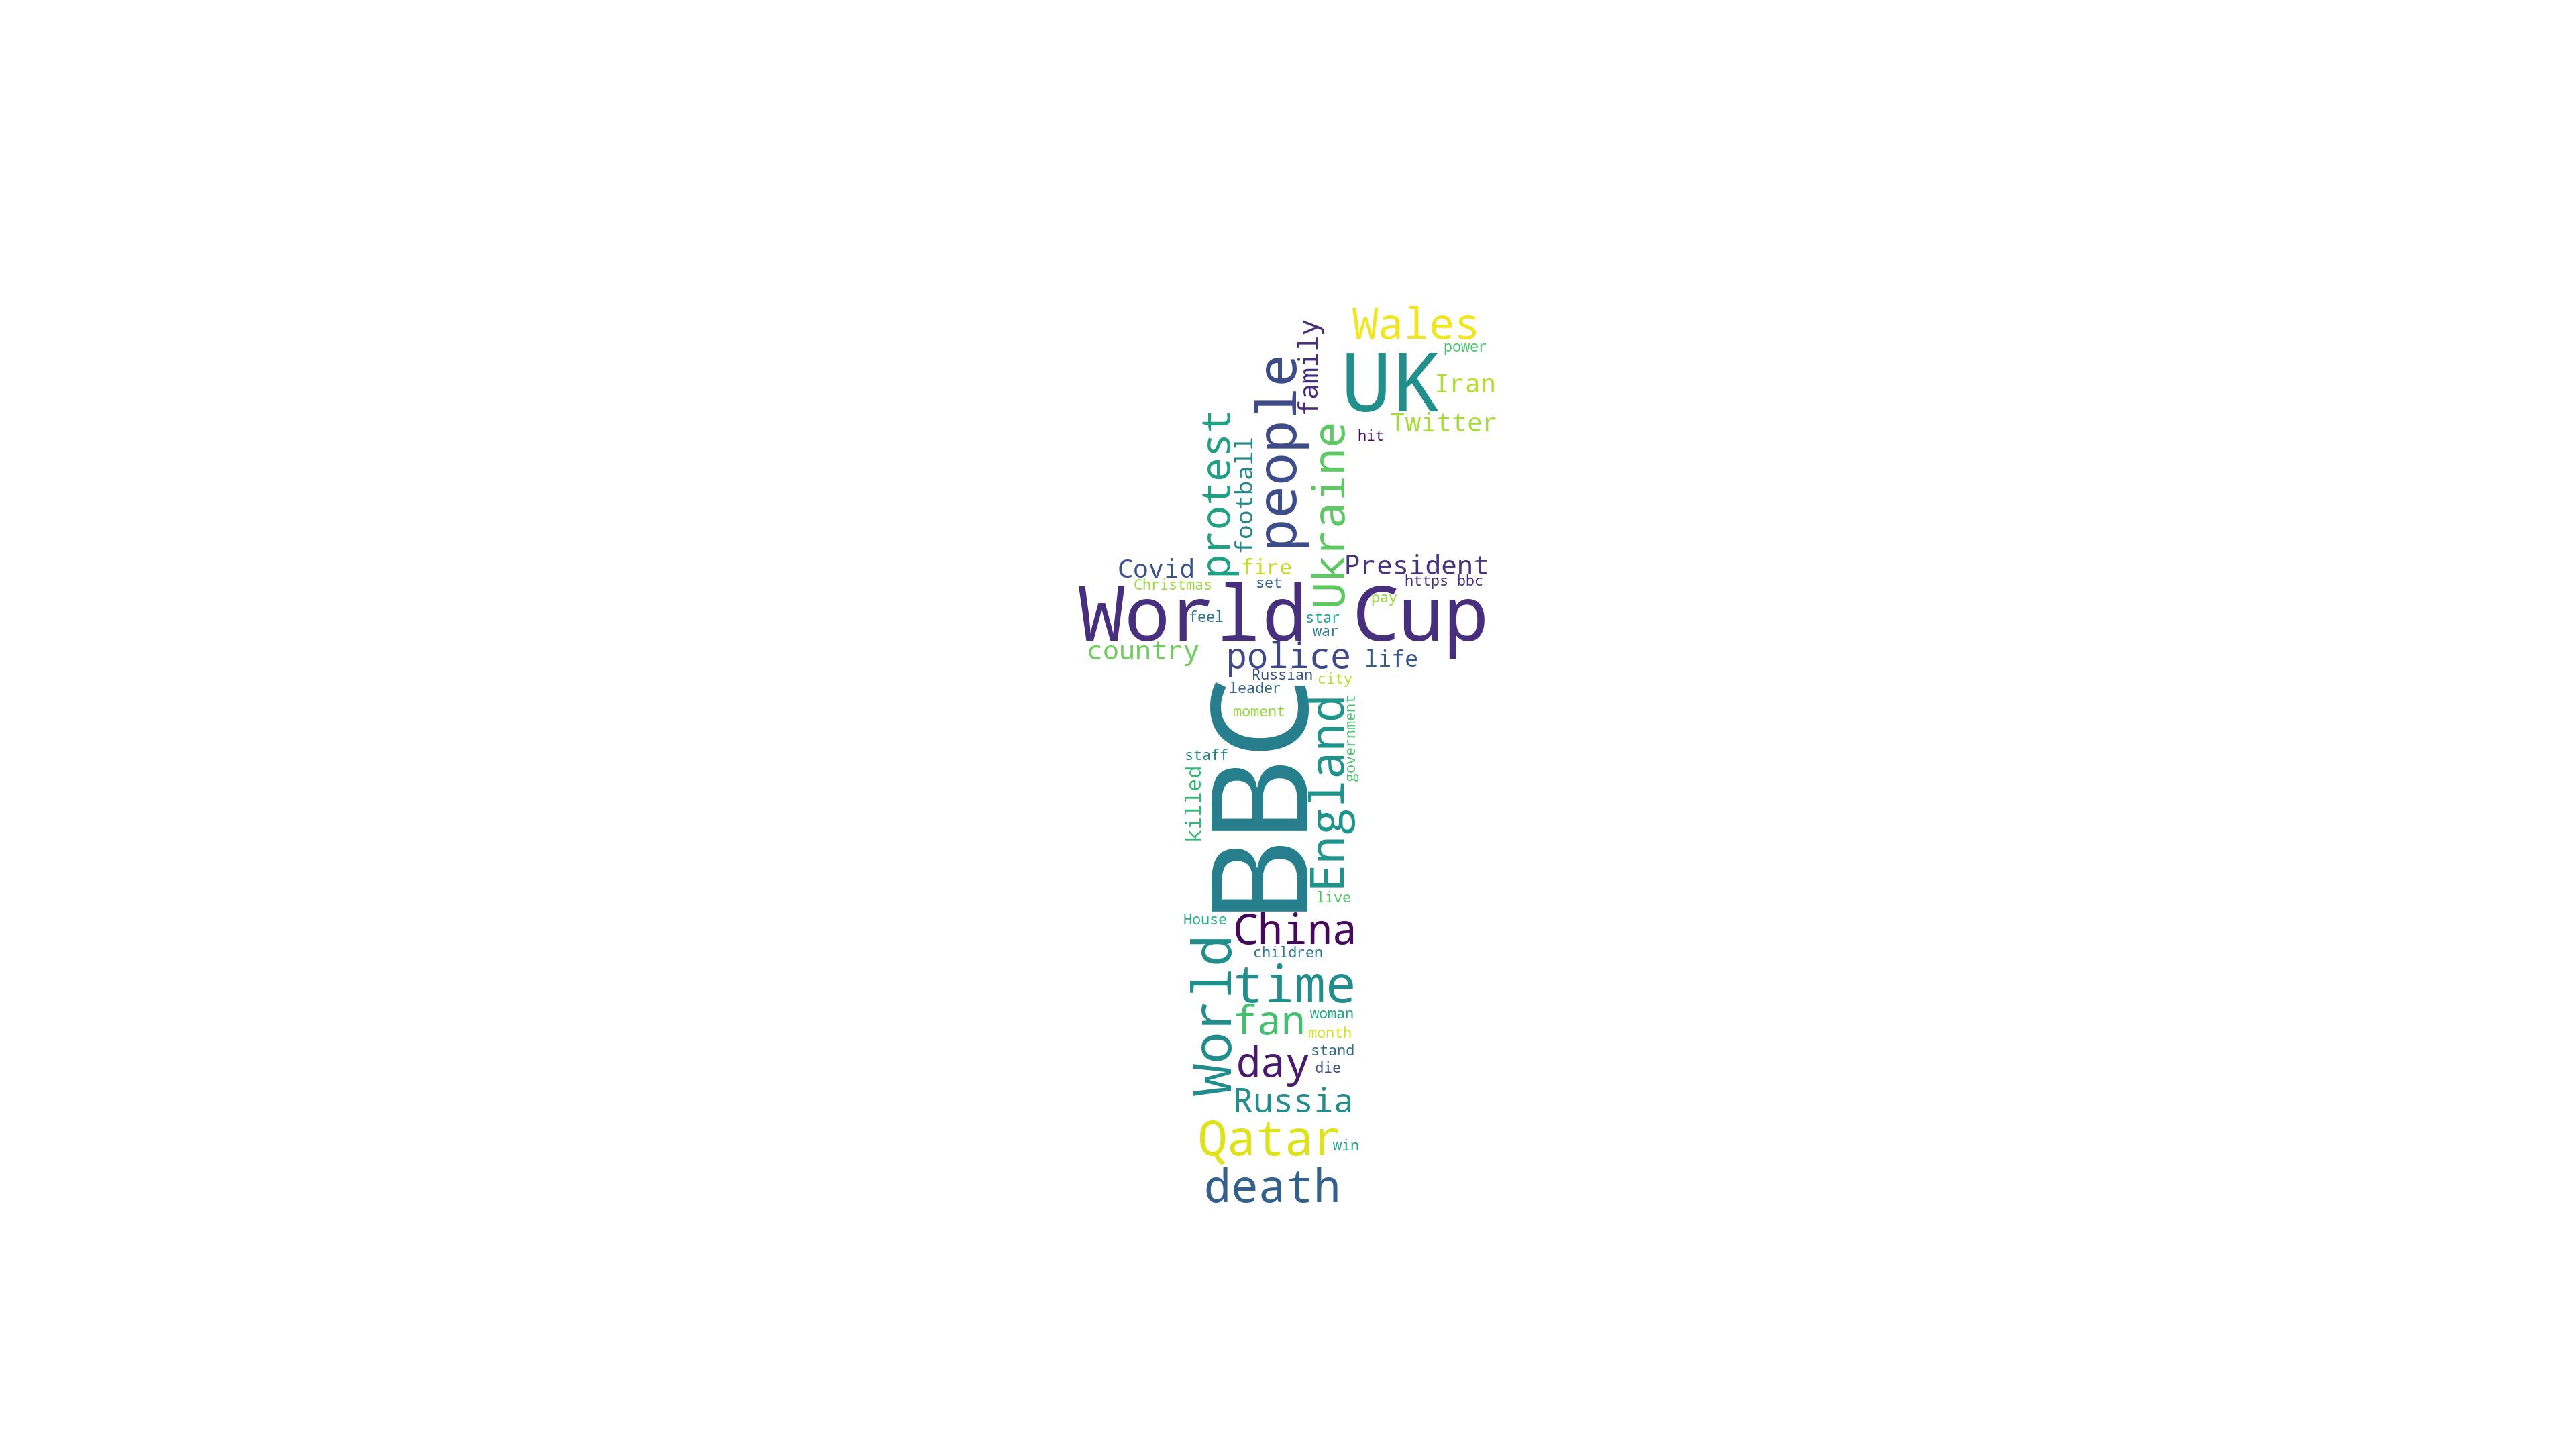 Wales
power
family
UK
people
Iran
Twitter
protest
football
Ukraine
hit
Covid
fire
President
Christmas
set
https bbc
World Cup
pay
feel
star
war
country
police
life
Russian
city
leader
BBC
moment
England
government
staff
killed
live
House
China
World
children
time
fan
woman
month
day
stand
die
Russia
Qatar
win
death